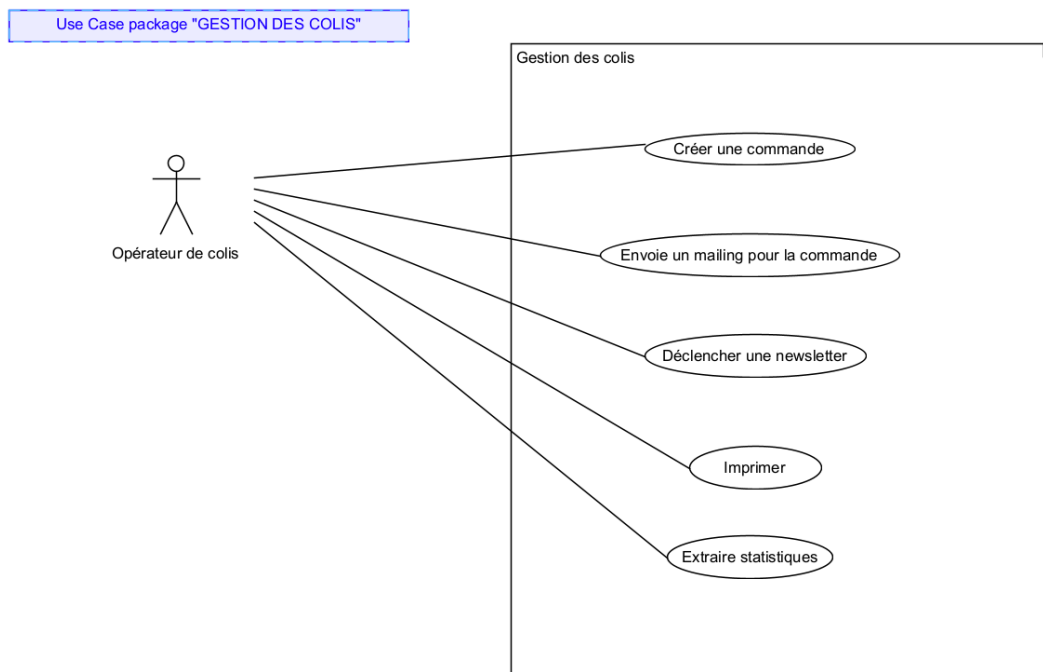 Use Case package "GESTION DES COLIS"
Gestion des colis
Créer une commande
Opérateur de colis
Envoie un mailing pour la commande
Déclencher une newsletter
Imprimer
Extraire statistiques